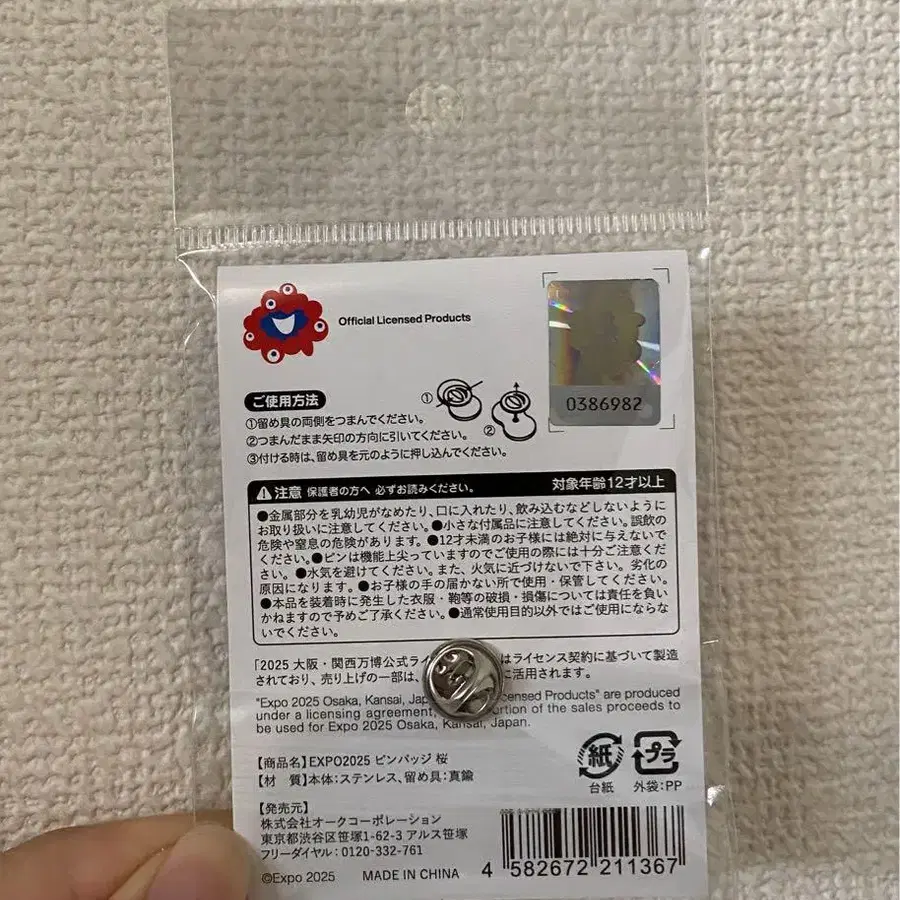 Official Licensed Products
0386982
ご使用方法
①留め具の両側をつまんでください。
②つまんだまま矢印の方向に引いてください。
③付ける時は、留め具を元のように押し込んでください。
①
②
注意 保護者の方へ 必ずお読みください。 対象年齢12才以上
●金属部分を乳幼児がなめたり、口に入れたり、飲み込むなどしないように
お取り扱いに注意してください。●小さな付属品に注意してください。誤飲の
危険や窒息の危険があります。●12才未満のお子様には絶対に与えないで
ください。●ピンは機能上尖っていますのでご使用の際には十分ご注意くだ
さい。●水気を避けてください。また、火気に近づけないで下さい。劣化の
原因になります。●お子様の手の届かない所で使用・保管してください。
●本品を装着時に発生した衣服・鞄等の破損・損傷については責任を負い
かねますので予めご了承ください。●通常使用目的以外ではご使用にならな
いでください。
「2025 大阪・関西万博公式ライ はライセンス契約に基づいて製造
されており、売り上げの一部は、 に活用されます。
"Expo 2025 Osaka, Kansai, Licensed Products" are produced
under a licensing agreement, portion of the sales proceeds to
be used for Expo 2025 Osaka, Kansai, Japan.
【商品名】EXPO2025 ピンバッジ 桜
【材　質】本体:ステンレス、留め具:真鍮
紙 プラ
台紙 外袋:PP
【発売元】
株式会社オークコーポレーション
東京都渋谷区笹塚1-62-3 アルス笹塚
フリーダイヤル:0120-332-761
©Expo 2025 MADE IN CHINA
4 582672 211367